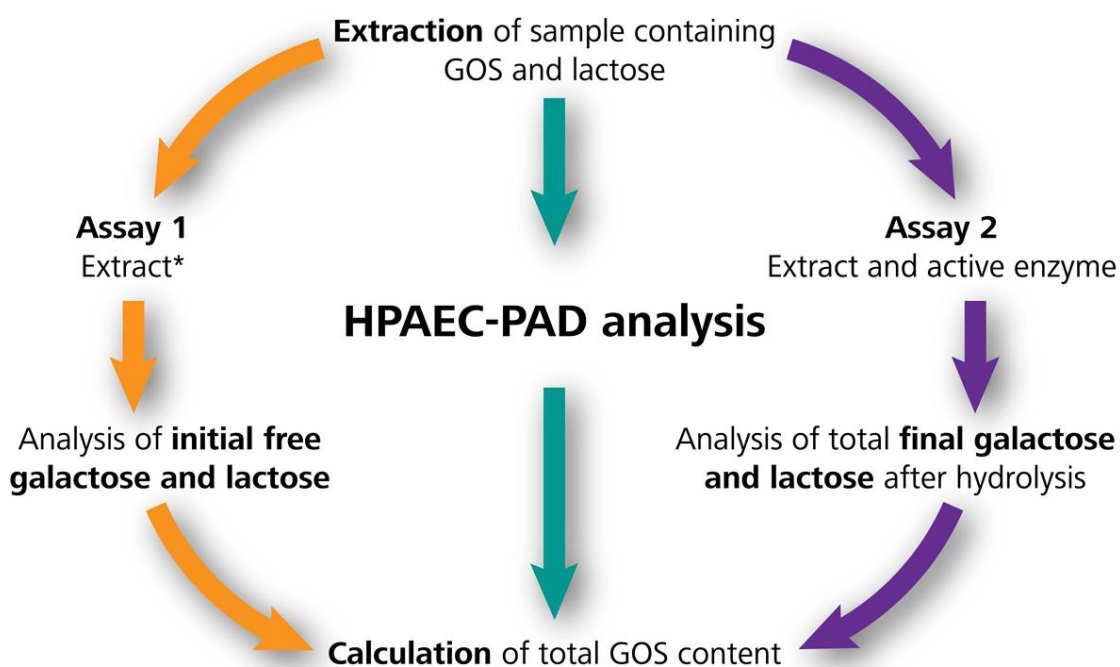 Extraction of sample containing
GOS and lactose
Assay 1
Extract*
Assay 2
Extract and active enzyme
HPAEC-PAD analysis
Analysis of initial free
galactose and lactose
Analysis of total final galactose
and lactose after hydrolysis
Calculation of total GOS content